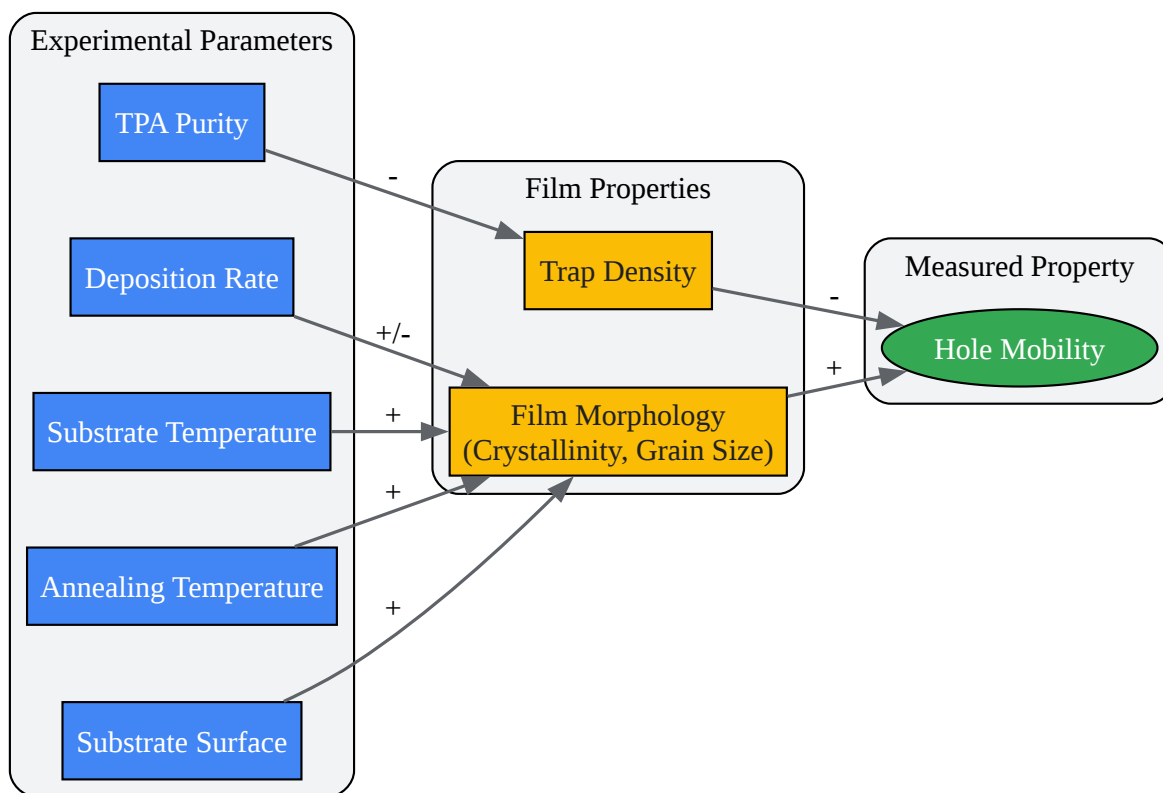 Experimental Parameters
TPA Purity
Deposition Rate
Substrate Temperature
Annealing Temperature
Substrate Surface
-
+/-
+
+
+
Film Properties
Trap Density
Film Morphology
(Crystallinity, Grain Size)
-
+
Measured Property
Hole Mobility